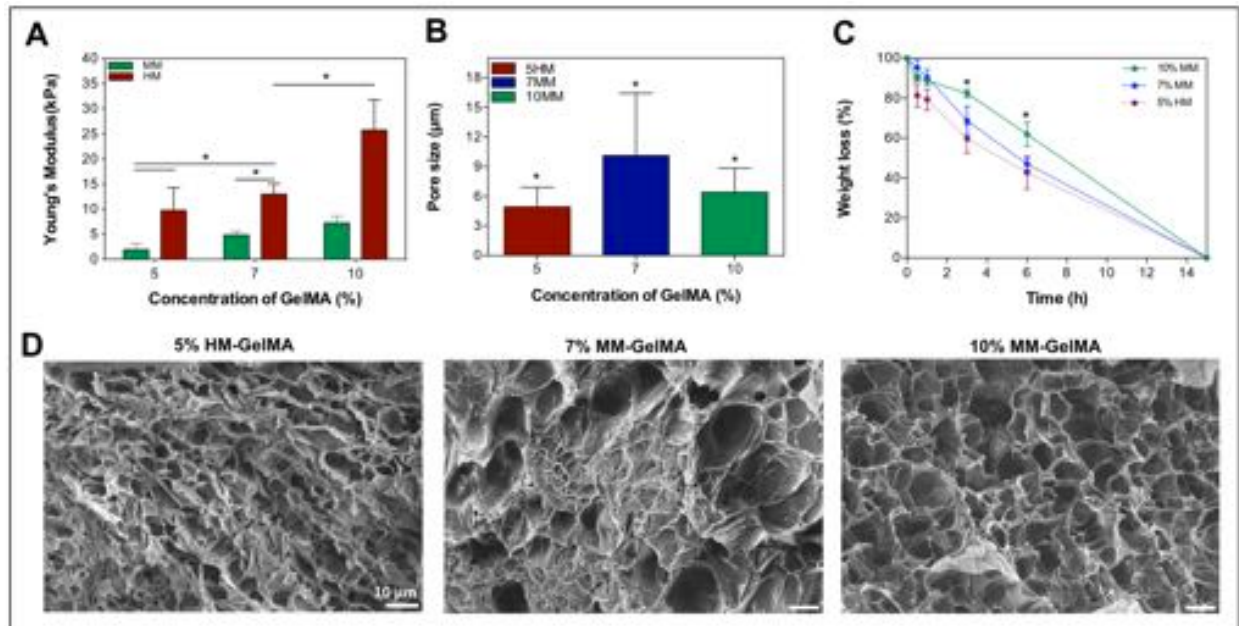 A
Young's Modulus(kPa)
40
35
30
25
20
15
10
5
0
MM
HM
*
*
*
5 7 10
Concentration of GelMA (%)
B
Pore size (µm)
18
15
12
9
6
3
0
5HM
7MM
10MM
*
*
*
5 7 10
Concentration of GelMA (%)
C
Weight loss (%)
100
80
60
40
20
0
10% MM
7% MM
5% HM
*
*
0 2 4 6 8 10 12 14
Time (h)
D
5% HM-GelMA 7% MM-GelMA 10% MM-GelMA
10 µm